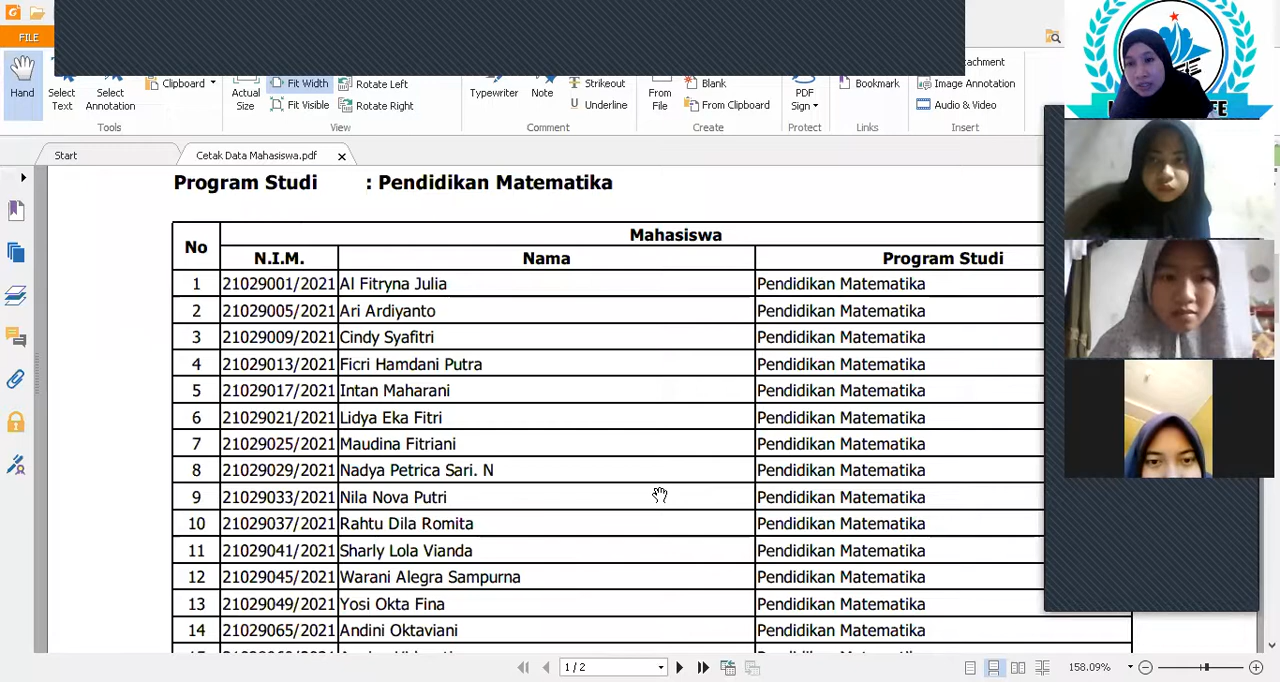 FILE
Hand
Select Text
Select Annotation
Clipboard
Tools
Actual Size
Fit Width
Fit Visible
Rotate Left
Rotate Right
View
Typewriter
Note
Strikeout
Underline
Comment
From File
Blank
From Clipboard
Create
PDF Sign
Protect
Bookmark
Links
Image Annotation
Audio & Video
Insert
Start
Cetak Data Mahasiswa.pdf
Program Studi : Pendidikan Matematika
No Mahasiswa
N.I.M. Nama Program Studi
1 21029001/2021 Al Fitryna Julia Pendidikan Matematika
2 21029005/2021 Ari Ardiyanto Pendidikan Matematika
3 21029009/2021 Cindy Syafitri Pendidikan Matematika
4 21029013/2021 Ficri Hamdani Putra Pendidikan Matematika
5 21029017/2021 Intan Maharani Pendidikan Matematika
6 21029021/2021 Lidya Eka Fitri Pendidikan Matematika
7 21029025/2021 Maudina Fitriani Pendidikan Matematika
8 21029029/2021 Nadya Petrica Sari. N Pendidikan Matematika
9 21029033/2021 Nila Nova Putri Pendidikan Matematika
10 21029037/2021 Rahtu Dila Romita Pendidikan Matematika
11 21029041/2021 Sharly Lola Vianda Pendidikan Matematika
12 21029045/2021 Warani Alegra Sampurna Pendidikan Matematika
13 21029049/2021 Yosi Okta Fina Pendidikan Matematika
14 21029065/2021 Andini Oktaviani Pendidikan Matematika
1 / 2
158.09%